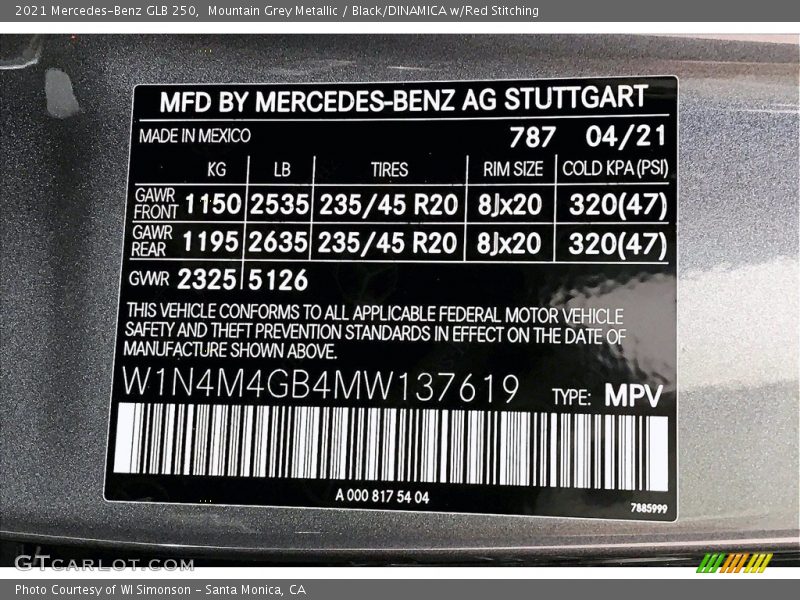 2021 Mercedes-Benz GLB 250,  Mountain Grey Metallic / Black/DINAMICA w/Red Stitching
MFD BY MERCEDES-BENZ AG STUTTGART
MADE IN MEXICO 787 04/21
KG LB TIRES RIM SIZE COLD KPA (PSI)
GAWR FRONT 1150 2535 235/45 R20 8Jx20 320(47)
GAWR REAR 1195 2635 235/45 R20 8Jx20 320(47)
GVWR 2325 5126
THIS VEHICLE CONFORMS TO ALL APPLICABLE FEDERAL MOTOR VEHICLE
SAFETY AND THEFT PREVENTION STANDARDS IN EFFECT ON THE DATE OF
MANUFACTURE SHOWN ABOVE.
W1N4M4GB4MW137619 TYPE: MPV
A 000 817 54 04
7885999
GTCARLOT.COM
Photo Courtesy of WI Simonson - Santa Monica, CA